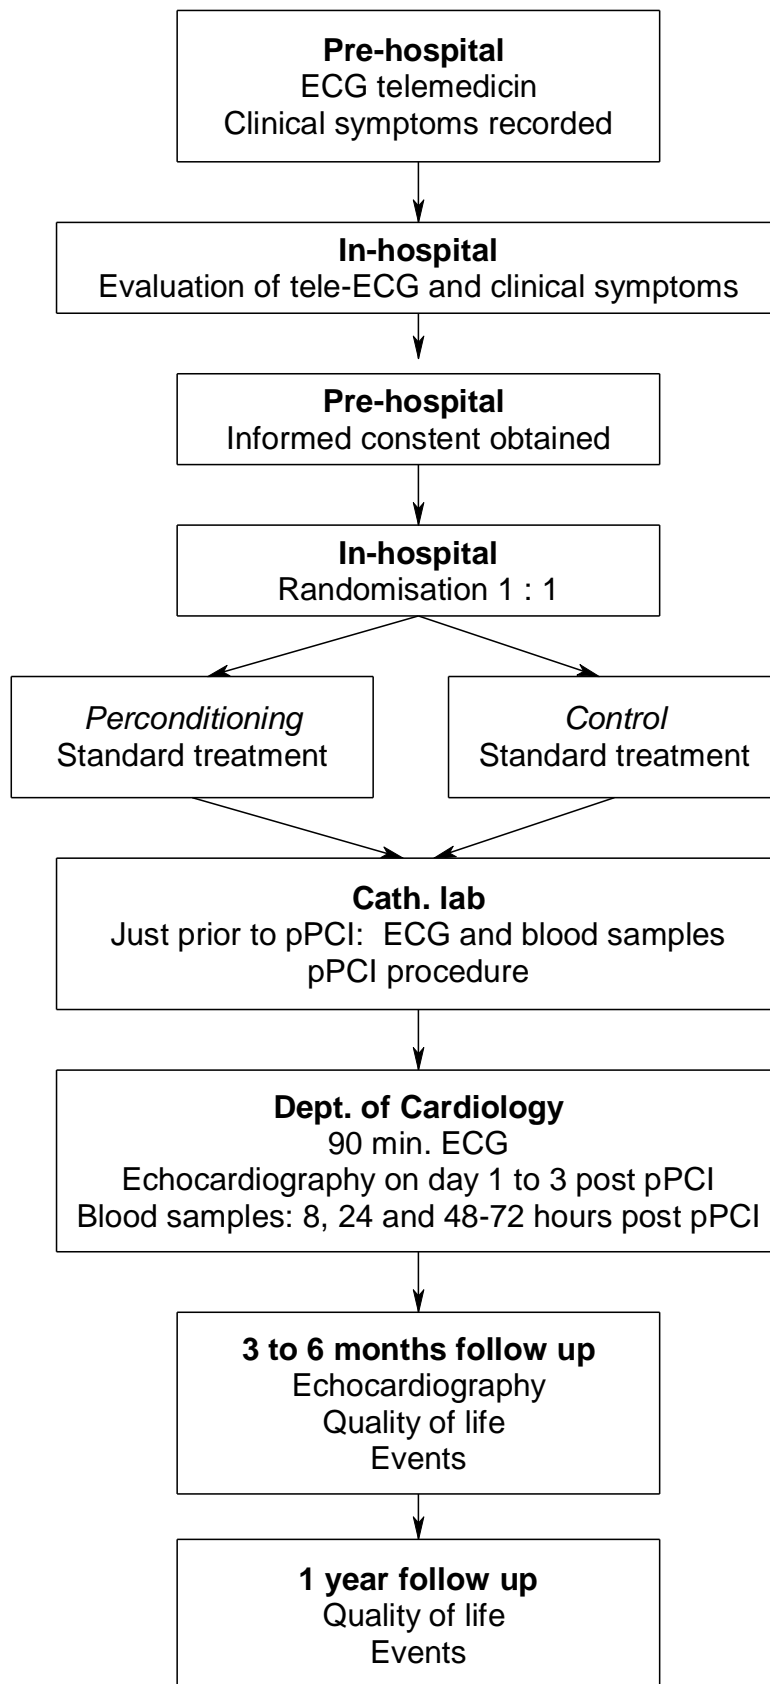 Pre-hospital
ECG telemedicin
Clinical symptoms recorded
In-hospital
Evaluation of tele-ECG and clinical symptoms
Pre-hospital
Informed constent obtained
In-hospital
Randomisation 1 : 1
Perconditioning
Standard treatment
Control
Standard treatment
Cath. lab
Just prior to pPCI:  ECG and blood samples
pPCI procedure
Dept. of Cardiology
90 min. ECG
Echocardiography on day 1 to 3 post pPCI
Blood samples: 8, 24 and 48-72 hours post pPCI
3 to 6 months follow up
Echocardiography
Quality of life
Events
1 year follow up
Quality of life
Events